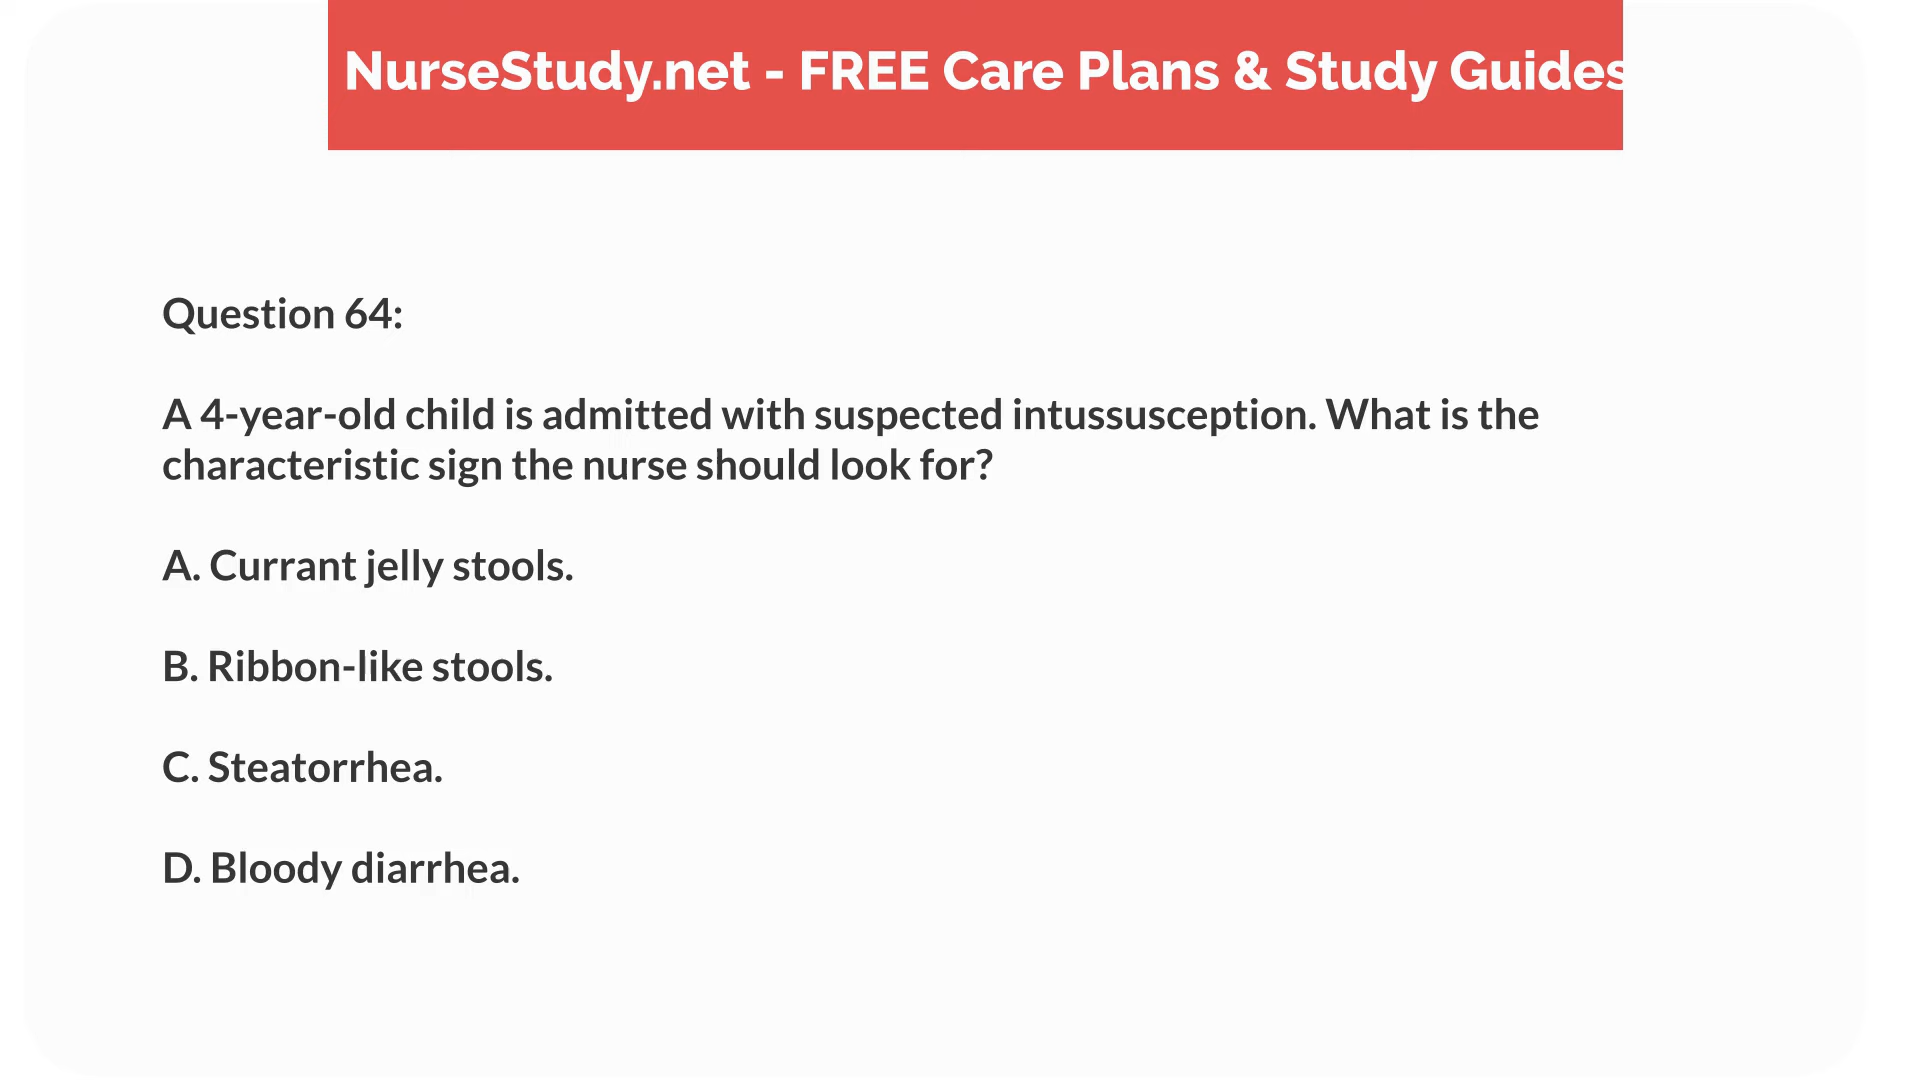 NurseStudy.net - FREE Care Plans & Study Guides
Question 64:
A 4-year-old child is admitted with suspected intussusception. What is the
characteristic sign the nurse should look for?
A. Currant jelly stools.
B. Ribbon-like stools.
C. Steatorrhea.
D. Bloody diarrhea.